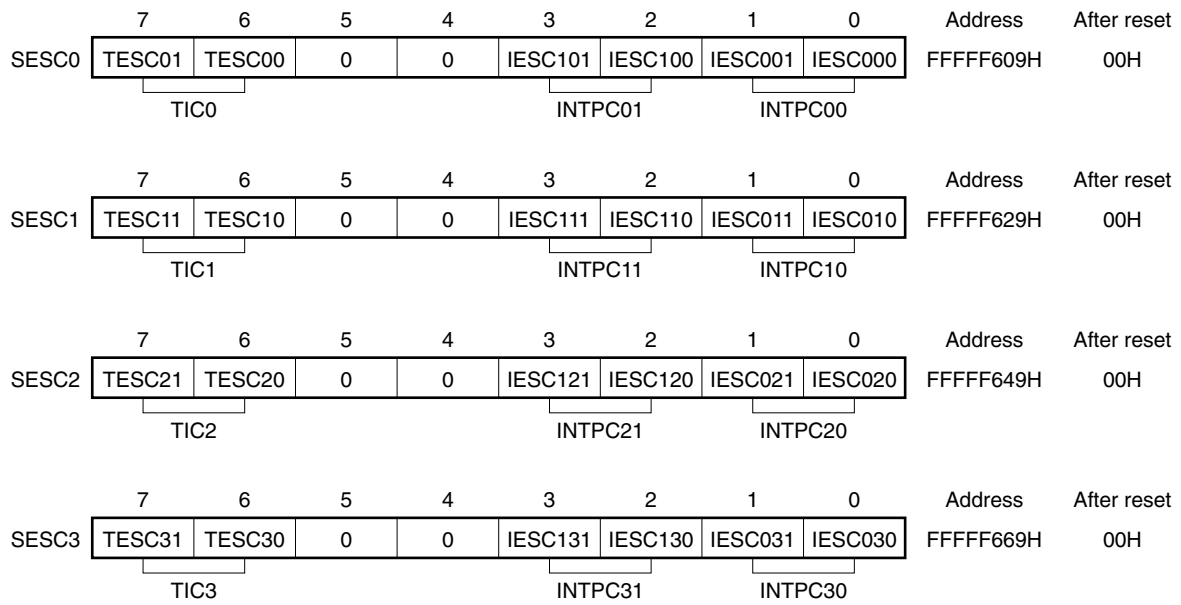 7 6 5 4 3 2 1 0 Address After reset
SESC0 TESC01 TESC00 0 0 IESC101 IESC100 IESC001 IESC000 FFFFF609H 00H
TIC0 INTPC01 INTPC00
7 6 5 4 3 2 1 0 Address After reset
SESC1 TESC11 TESC10 0 0 IESC111 IESC110 IESC011 IESC010 FFFFF629H 00H
TIC1 INTPC11 INTPC10
7 6 5 4 3 2 1 0 Address After reset
SESC2 TESC21 TESC20 0 0 IESC121 IESC120 IESC021 IESC020 FFFFF649H 00H
TIC2 INTPC21 INTPC20
7 6 5 4 3 2 1 0 Address After reset
SESC3 TESC31 TESC30 0 0 IESC131 IESC130 IESC031 IESC030 FFFFF669H 00H
TIC3 INTPC31 INTPC30